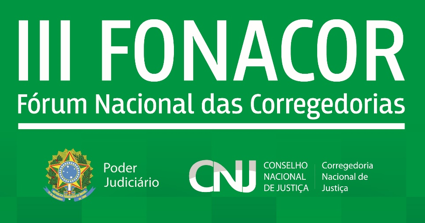 III FONACOR
Fórum Nacional das Corregedorias
Poder
Judiciário
CNJ
CONSELHO
NACIONAL
DE JUSTIÇA
Corregedoria
Nacional de
Justiça